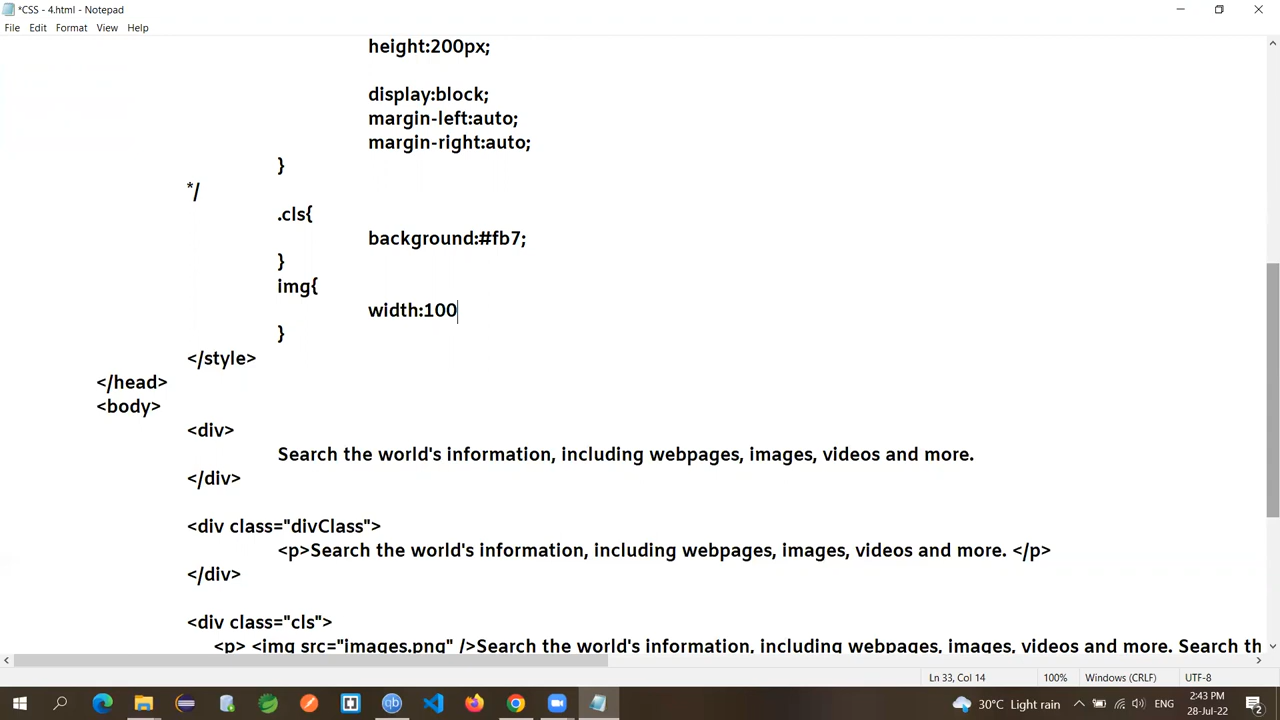 *CSS - 4.html - Notepad
File Edit Format View Help
height:200px;
display:block;
margin-left:auto;
margin-right:auto;
}
*/
.cls{
background:#fb7;
}
img{
width:100
}
</style>
</head>
<body>
<div>
Search the world's information, including webpages, images, videos and more.
</div>
<div class="divClass">
<p>Search the world's information, including webpages, images, videos and more. </p>
</div>
<div class="cls">
<p> <img src="images.png" />Search the world's information, including webpages, images, videos and more. Search th
Ln 33, Col 14 100% Windows (CRLF) UTF-8
30°C Light rain ENG 2:43 PM
28-Jul-22 2